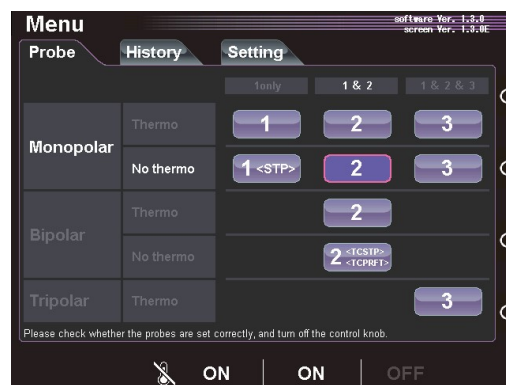 Menu
software Ver. 1.3.0
screen Ver. 1.3.0E
Probe History Setting
1only 1 & 2 1 & 2 & 3
Monopolar
Thermo 1 2 3
No thermo 1 <STP> 2 3
Bipolar
Thermo 2
No thermo 2 <TCSTP> <TCPRFT>
Tripolar Thermo 3
Please check whether the probes are set correctly, and turn off the control knob.
ON ON OFF